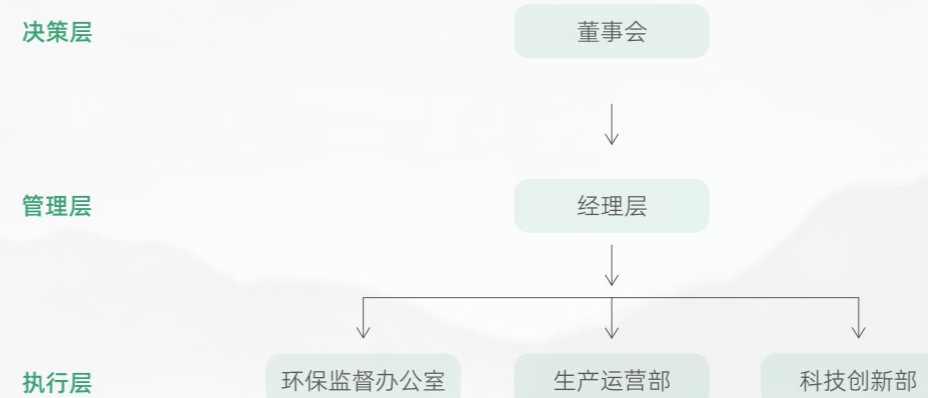 决策层
董事会
管理层
经理层
执行层
环保监督办公室
生产运营部
科技创新部